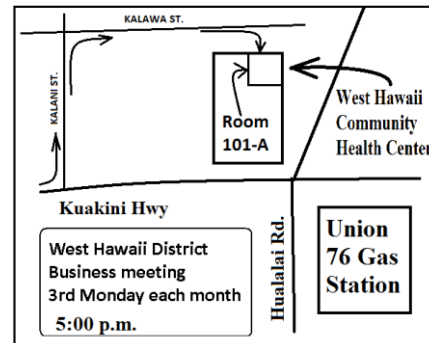 KALAWA ST.
KALANI ST.
Room
101-A
West Hawaii
Community
Health Center
Kuakini Hwy
Hualalai Rd.
West Hawaii District
Business meeting
3rd Monday each month
5:00 p.m.
Union
76 Gas
Station